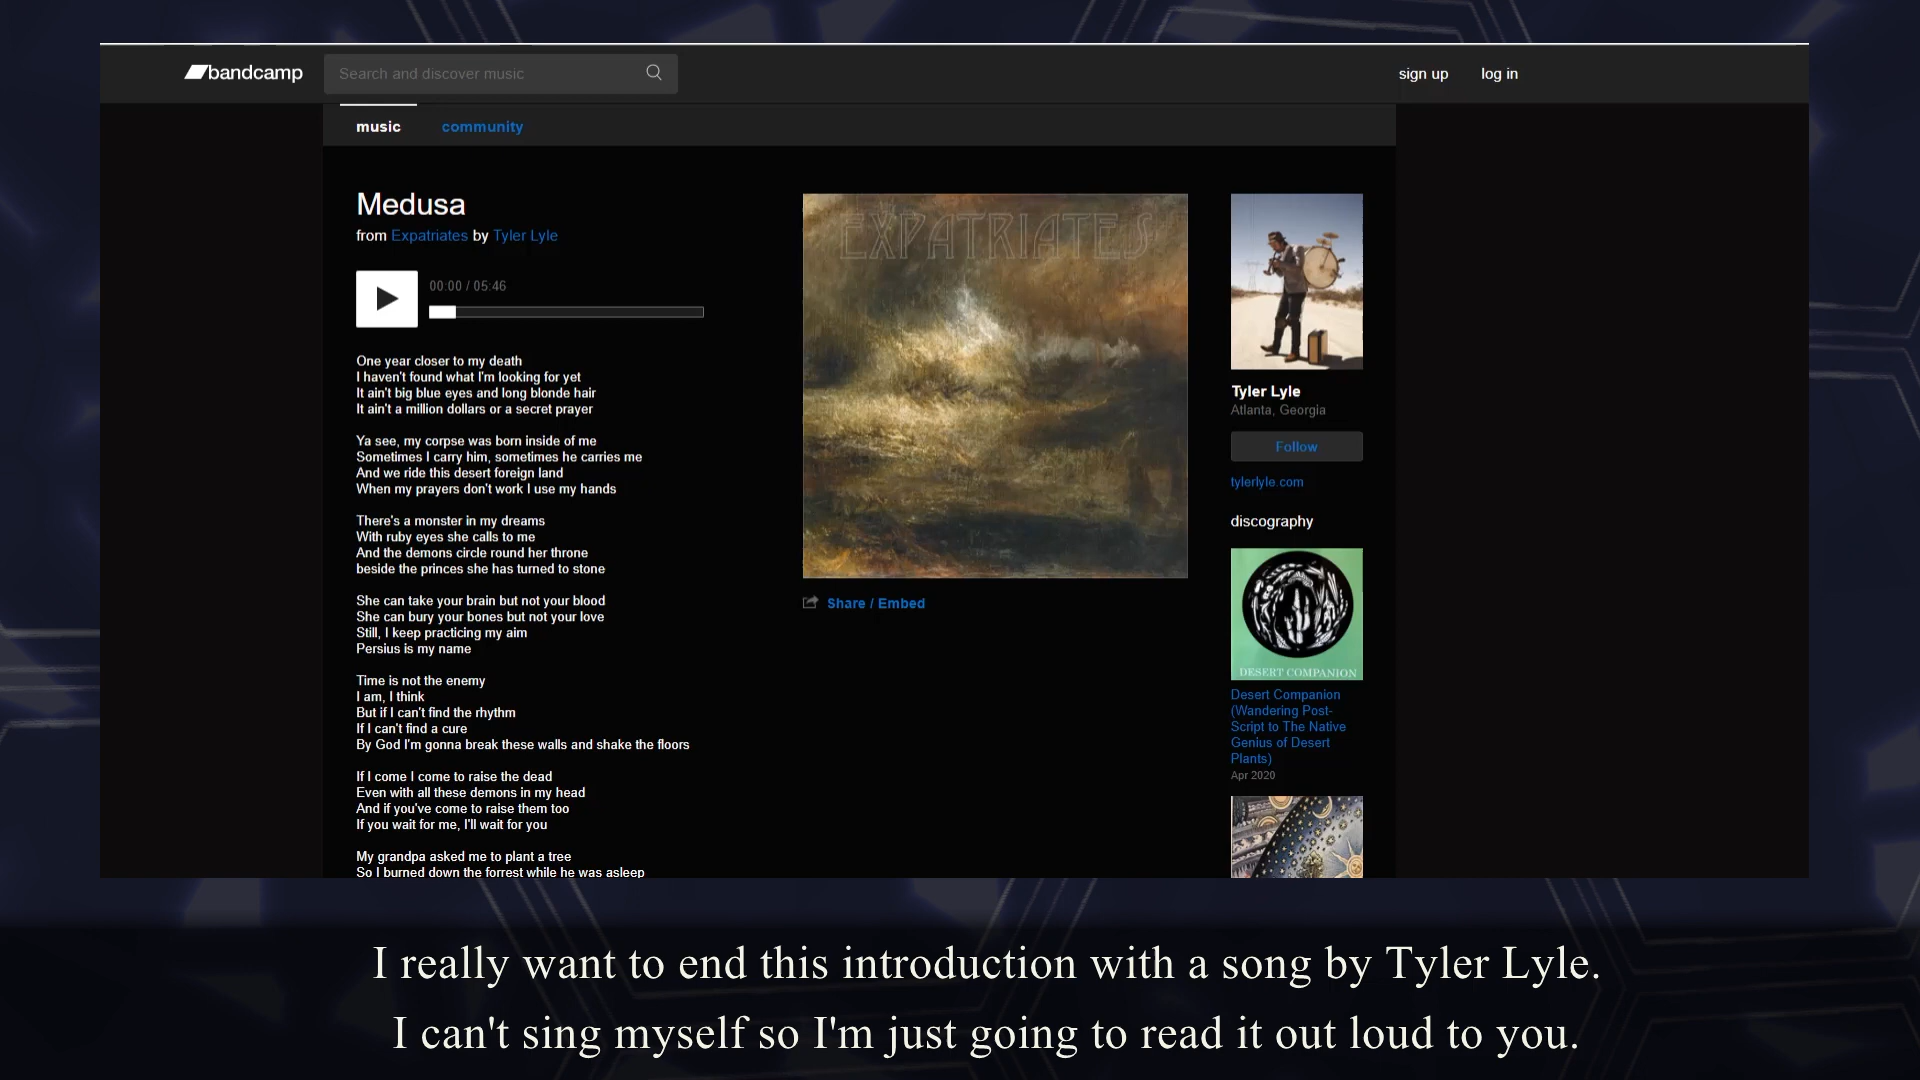 bandcamp
Search and discover music
sign up
log in
music
community
Medusa
from Expatriates by Tyler Lyle
00:00 / 05:46
One year closer to my death
I haven't found what I'm looking for yet
It ain't big blue eyes and long blonde hair
It ain't a million dollars or a secret prayer
Ya see, my corpse was born inside of me
Sometimes I carry him, sometimes he carries me
And we ride this desert foreign land
When my prayers don't work I use my hands
There's a monster in my dreams
With ruby eyes she calls to me
And the demons circle round her throne
beside the princes she has turned to stone
She can take your brain but not your blood
She can bury your bones but not your love
Still, I keep practicing my aim
Persius is my name
Time is not the enemy
I am, I think
But if I can't find the rhythm
If I can't find a cure
By God I'm gonna break these walls and shake the floors
If I come I come to raise the dead
Even with all these demons in my head
And if you've come to raise them too
If you wait for me, I'll wait for you
My grandpa asked me to plant a tree
So I burned down the forrest while he was asleep
EXPATRIATES
Share / Embed
Tyler Lyle
Atlanta, Georgia
Follow
tylerlyle.com
discography
DESERT COMPANION
Desert Companion
(Wandering Post-
Script to The Native
Genius of Desert
Plants)
Apr 2020
I really want to end this introduction with a song by Tyler Lyle.
I can't sing myself so I'm just going to read it out loud to you.